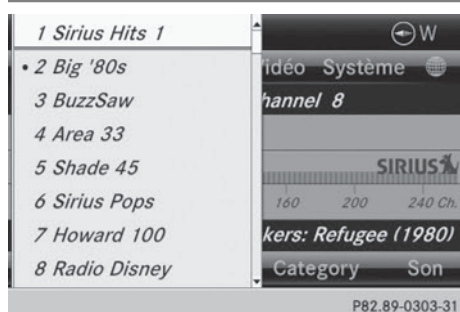 1 Sirius Hits 1
• 2 Big '80s
3 BuzzSaw
4 Area 33
5 Shade 45
6 Sirius Pops
7 Howard 100
8 Radio Disney
W
idéo Système
hannel 8
SIRIUS
160 200 240 Ch.
kers: Refugee (1980)
Category Son
P82.89-0303-31